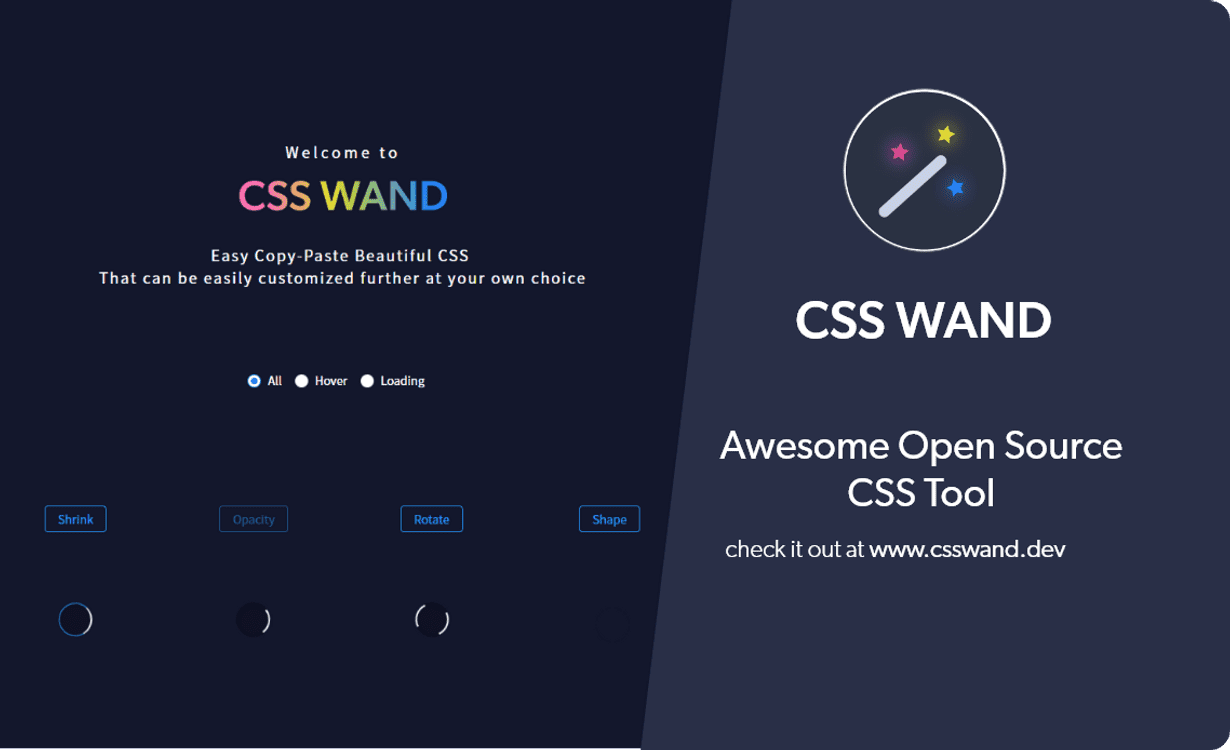 Welcome to
CSS WAND
Easy Copy-Paste Beautiful CSS
That can be easily customized further at your own choice
All Hover Loading
Shrink Opacity Rotate Shape
CSS WAND
Awesome Open Source
CSS Tool
check it out at www.csswand.dev